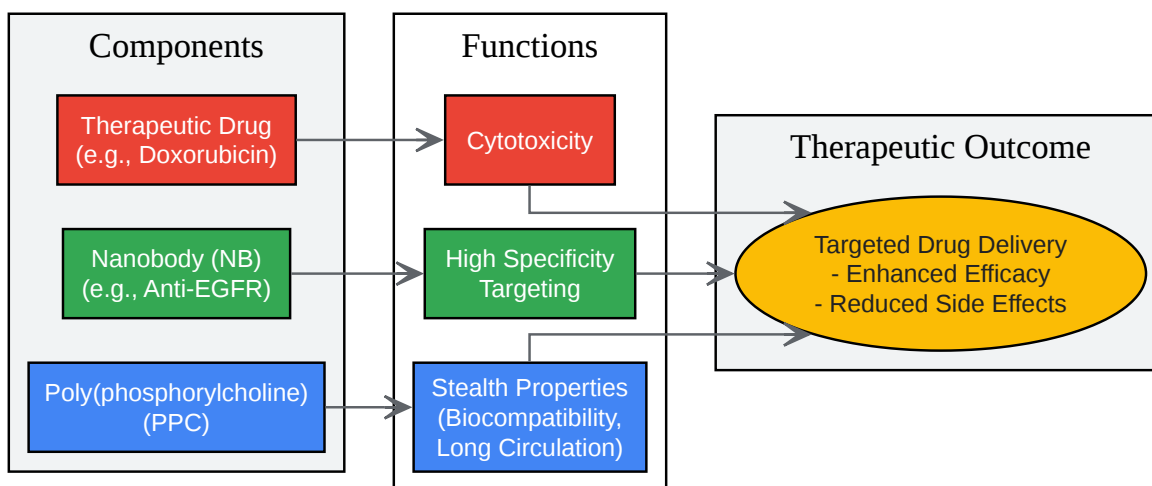 Components
Therapeutic Drug
(e.g., Doxorubicin)
Nanobody (NB)
(e.g., Anti-EGFR)
Poly(phosphorylcholine)
(PPC)
Functions
Cytotoxicity
High Specificity
Targeting
Stealth Properties
(Biocompatibility,
Long Circulation)
Therapeutic Outcome
Targeted Drug Delivery
- Enhanced Efficacy
- Reduced Side Effects